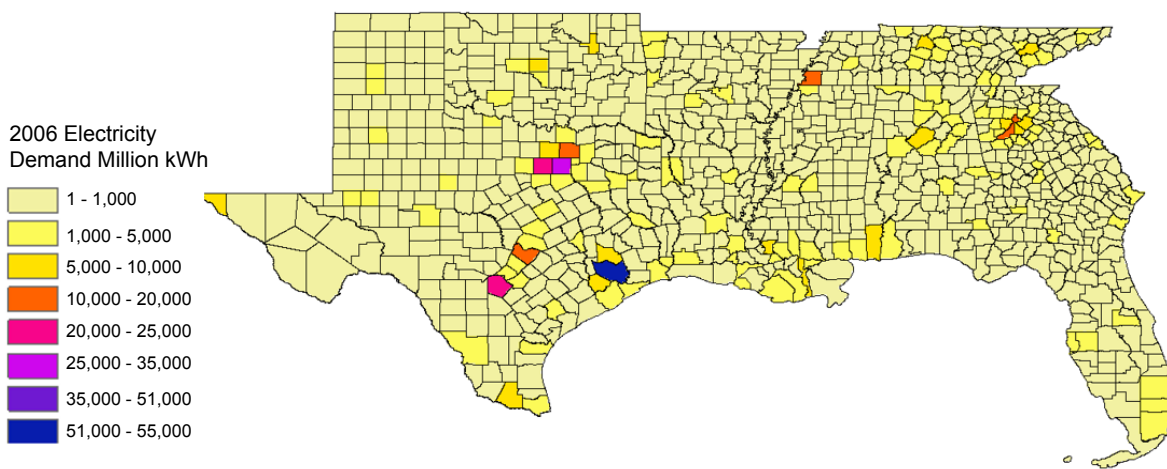 2006 Electricity
Demand Million kWh
1 - 1,000
1,000 - 5,000
5,000 - 10,000
10,000 - 20,000
20,000 - 25,000
25,000 - 35,000
35,000 - 51,000
51,000 - 55,000